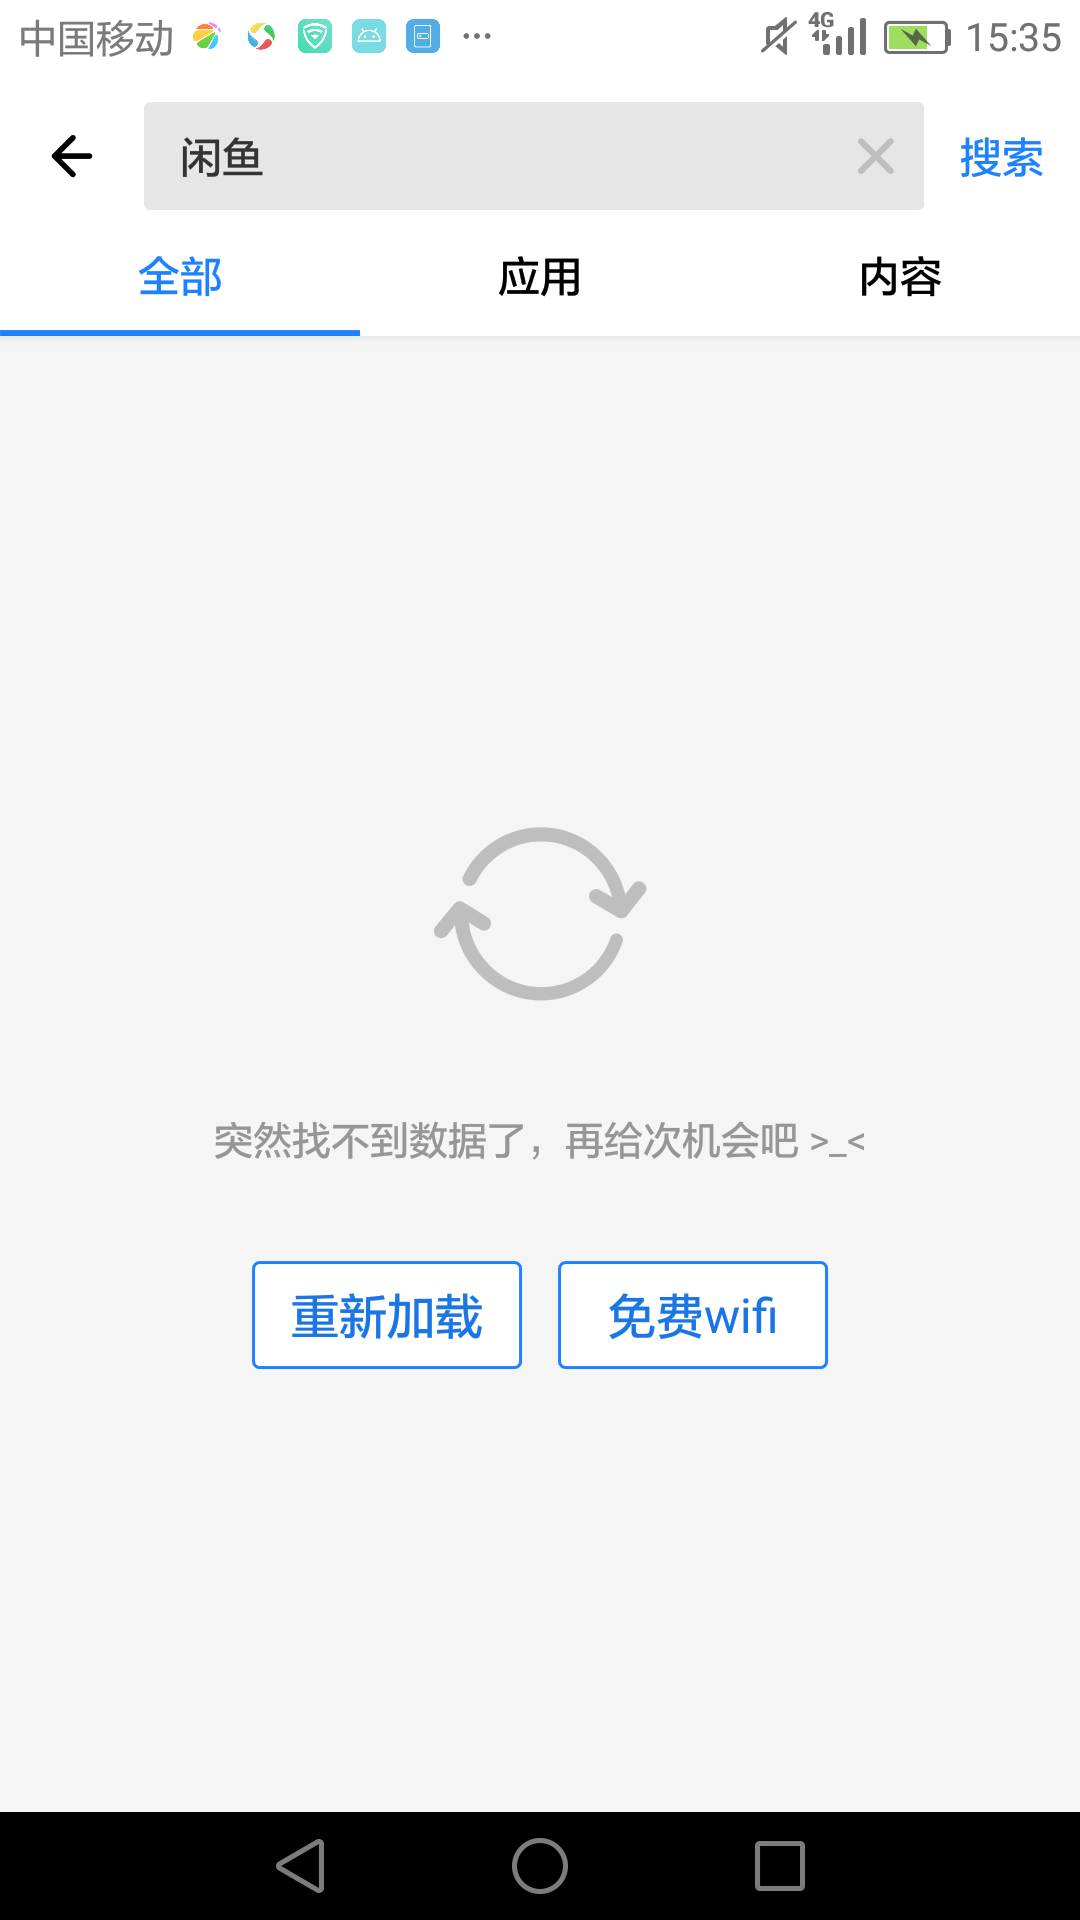 中国移动 4G 15:35
闲鱼 搜索
全部 应用 内容
突然找不到数据了，再给次机会吧 >_<
重新加载 免费wifi